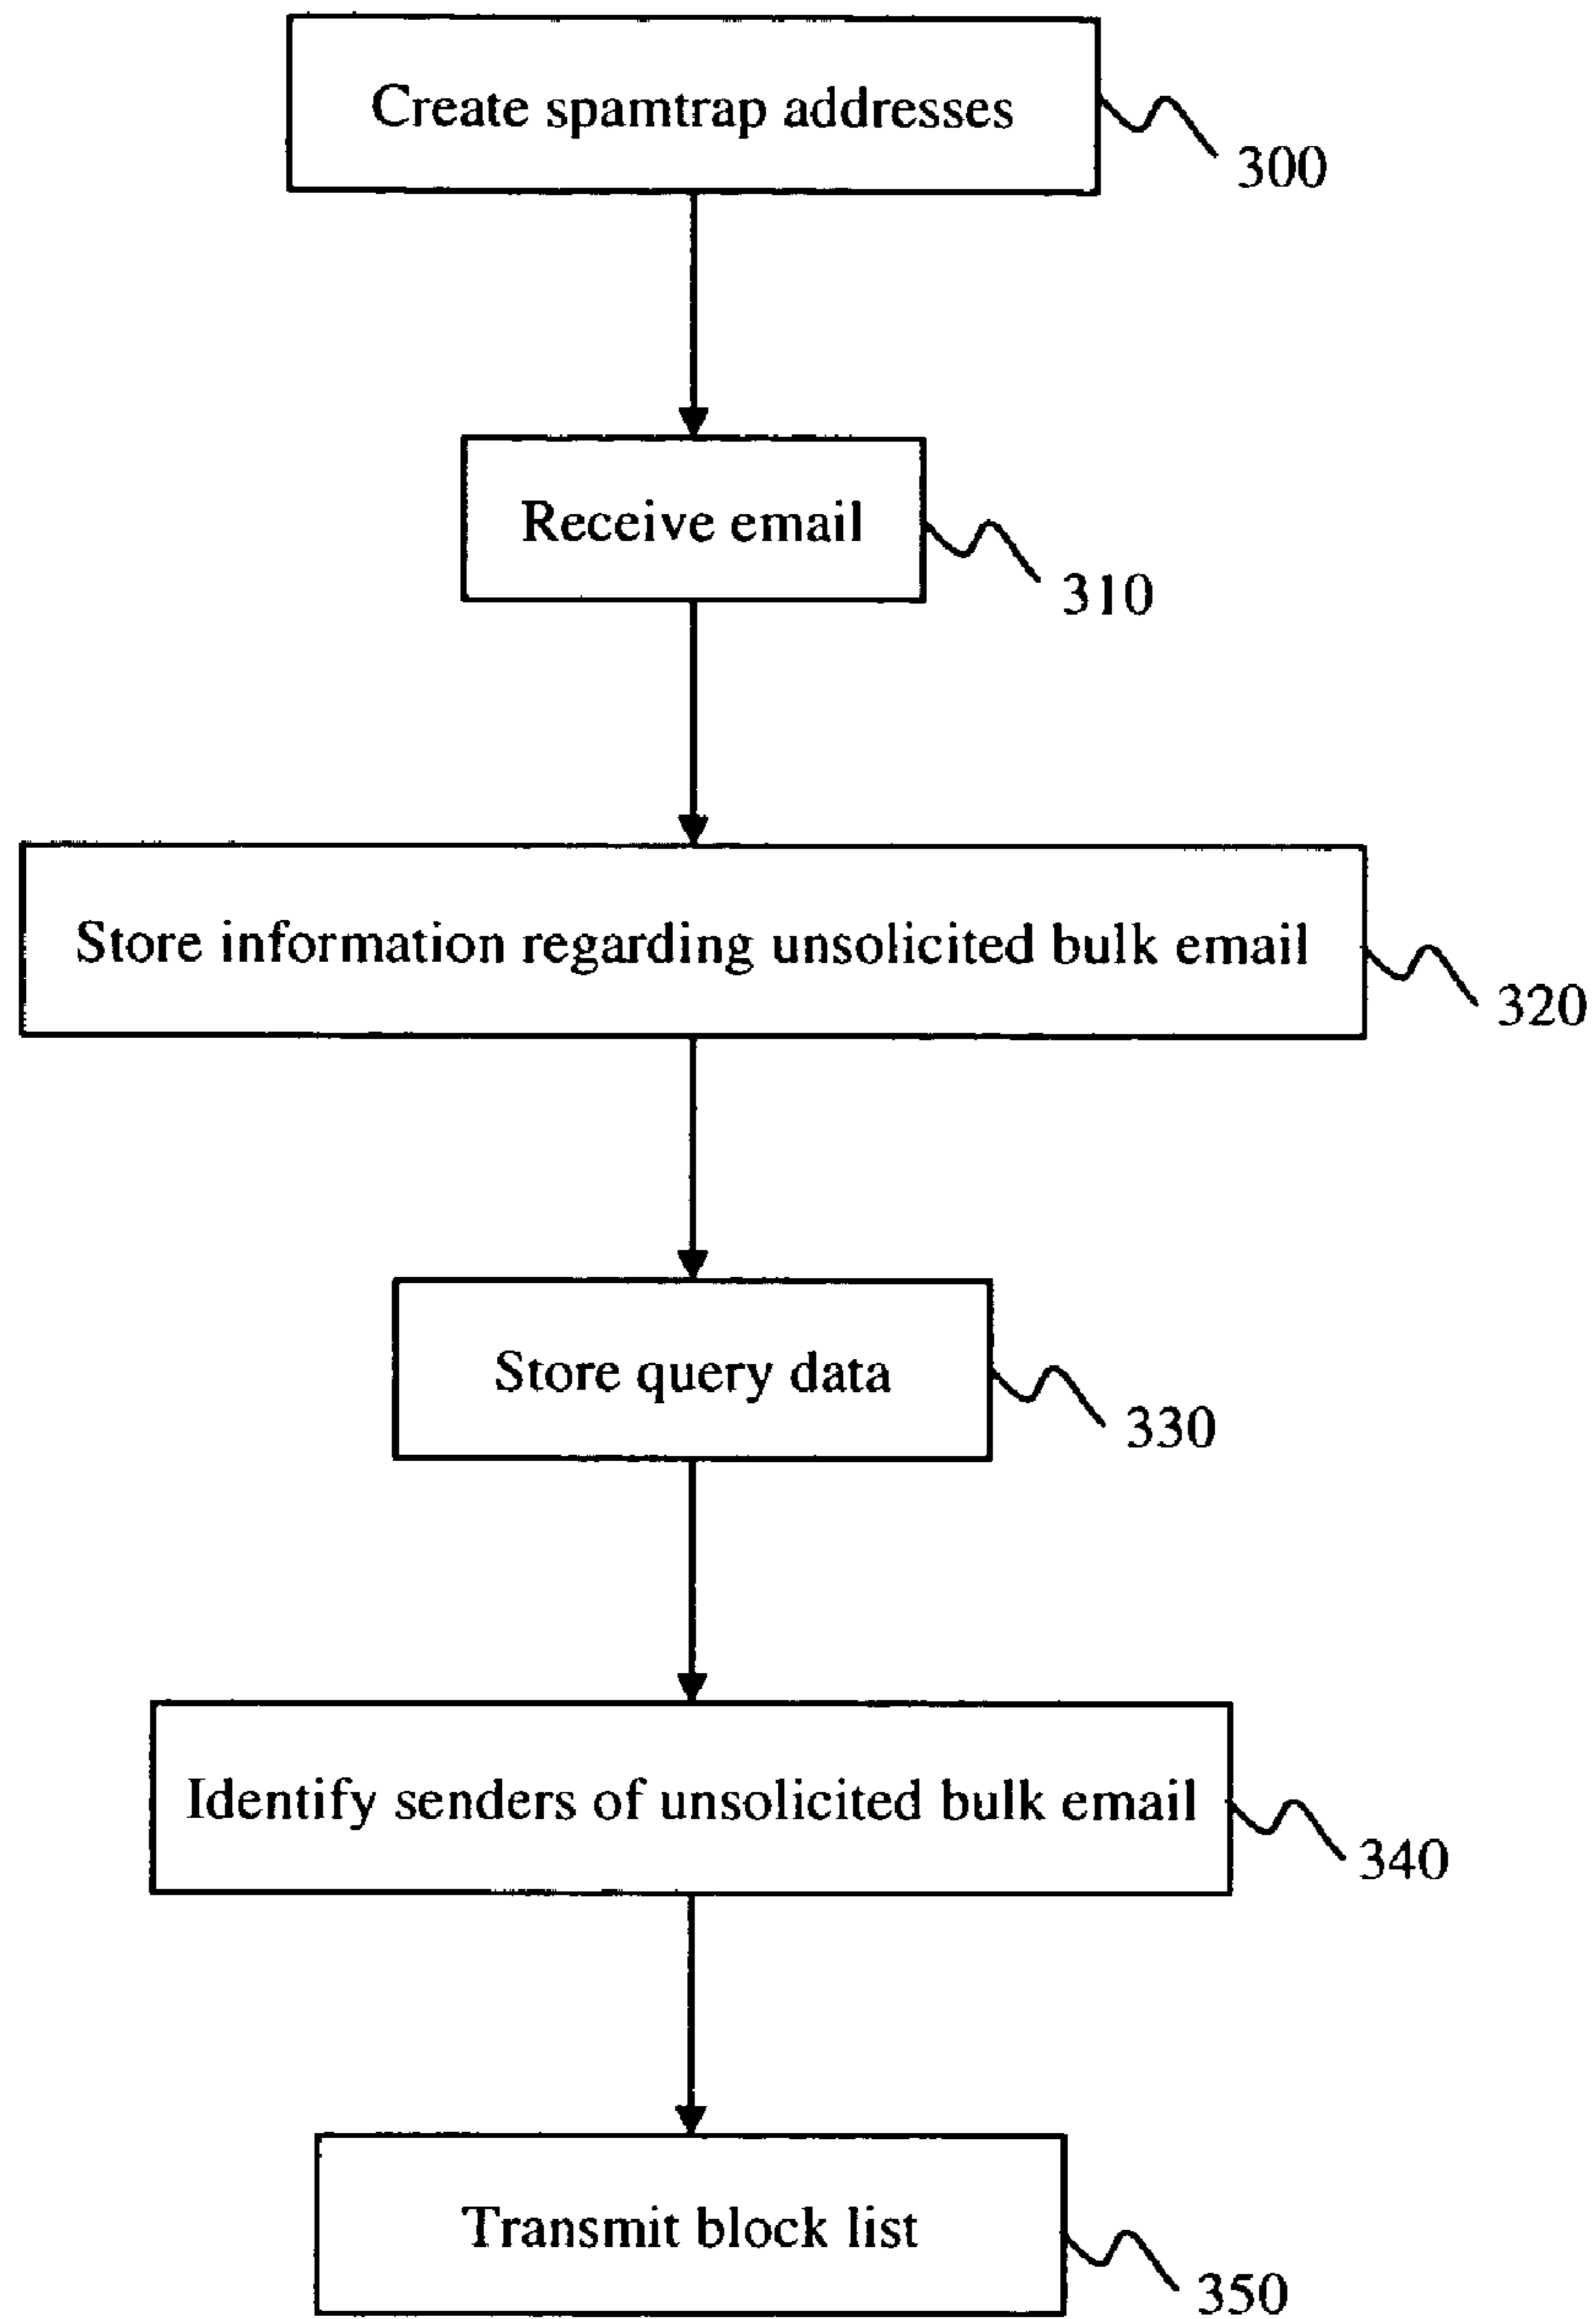 Create spamtrap addresses
300
Receive email
310
Store information regarding unsolicited bulk email
320
Store query data
330
Identify senders of unsolicited bulk email
340
Transmit block list
350